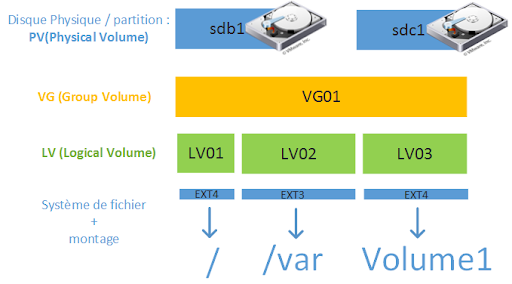 Disque Physique / partition :
PV(Physical Volume)
sdb1
sdc1
VG (Group Volume)
VG01
LV (Logical Volume)
LV01
LV02
LV03
Système de fichier
+
montage
EXT4
EXT3
EXT4
/
/var
Volume1